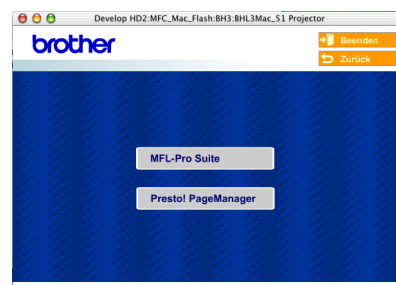 Develop HD2:MFC_Mac_Flash:BH3:BHL3Mac_51 Projector
brother
Beenden
Zurück
MFL-Pro Suite
Presto! PageManager